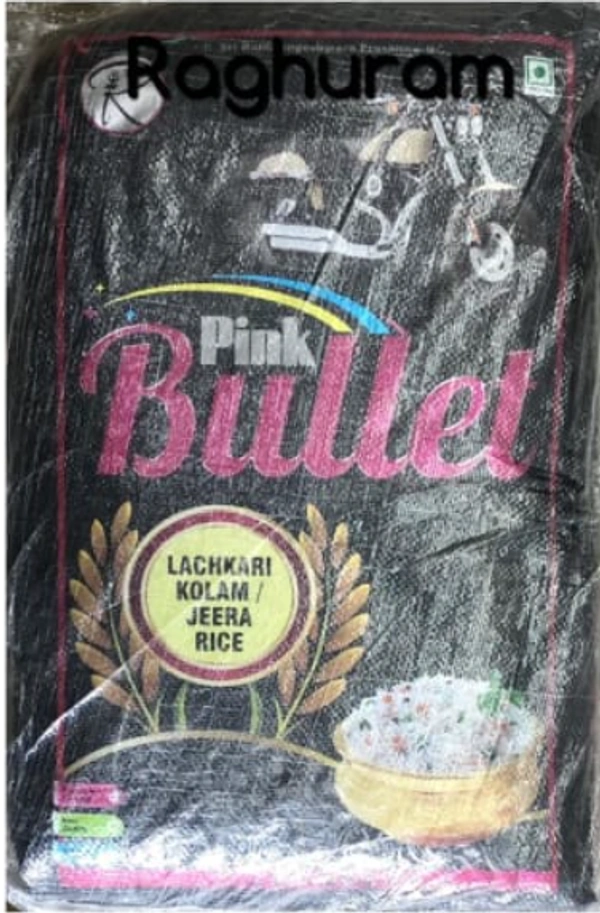 Raghuram
Pink
Bullet
LACHKARI
KOLAM /
JEERA
RICE